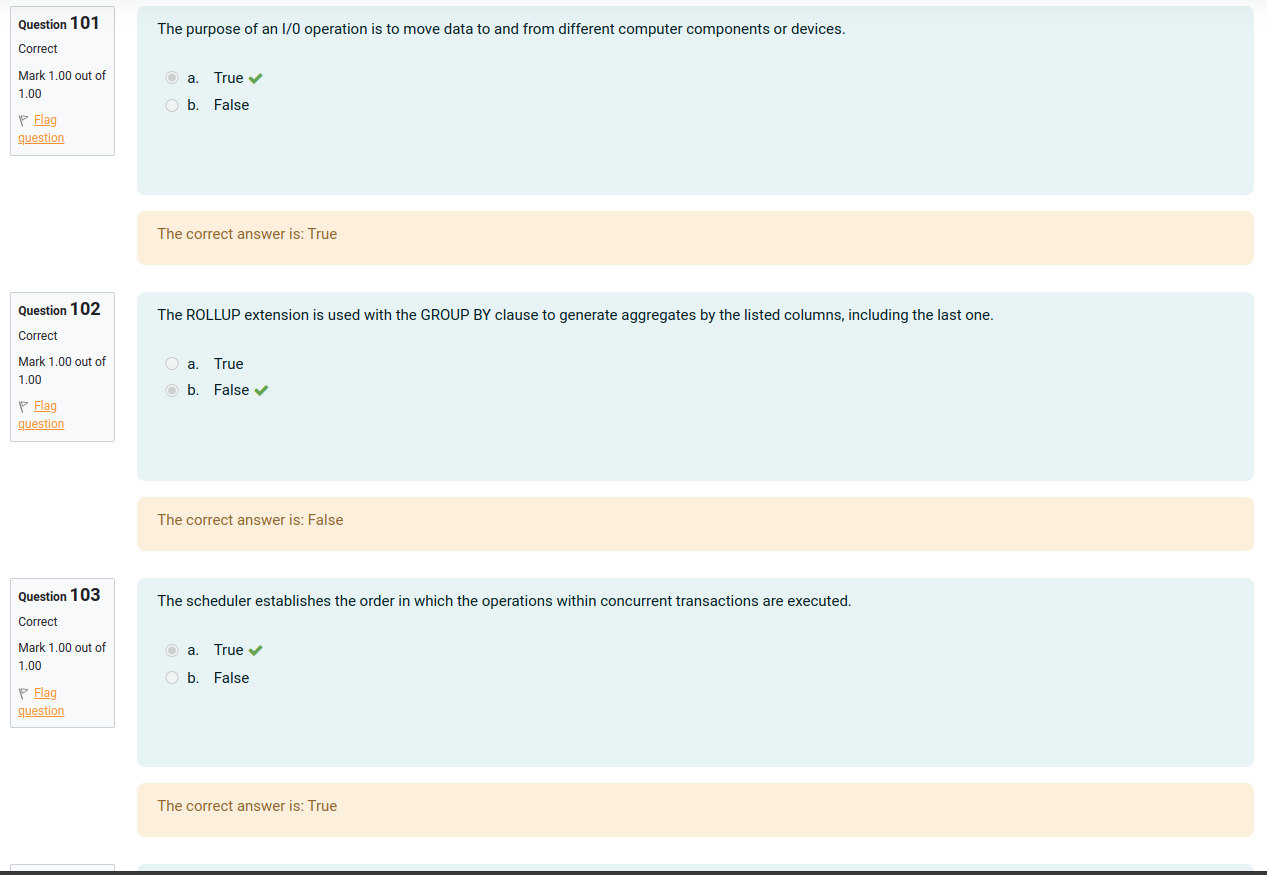 Question 101
Correct
Mark 1.00 out of
1.00
Flag
question
The purpose of an I/0 operation is to move data to and from different computer components or devices.
a. True
b. False
The correct answer is: True
Question 102
Correct
Mark 1.00 out of
1.00
Flag
question
The ROLLUP extension is used with the GROUP BY clause to generate aggregates by the listed columns, including the last one.
a. True
b. False
The correct answer is: False
Question 103
Correct
Mark 1.00 out of
1.00
Flag
question
The scheduler establishes the order in which the operations within concurrent transactions are executed.
a. True
b. False
The correct answer is: True